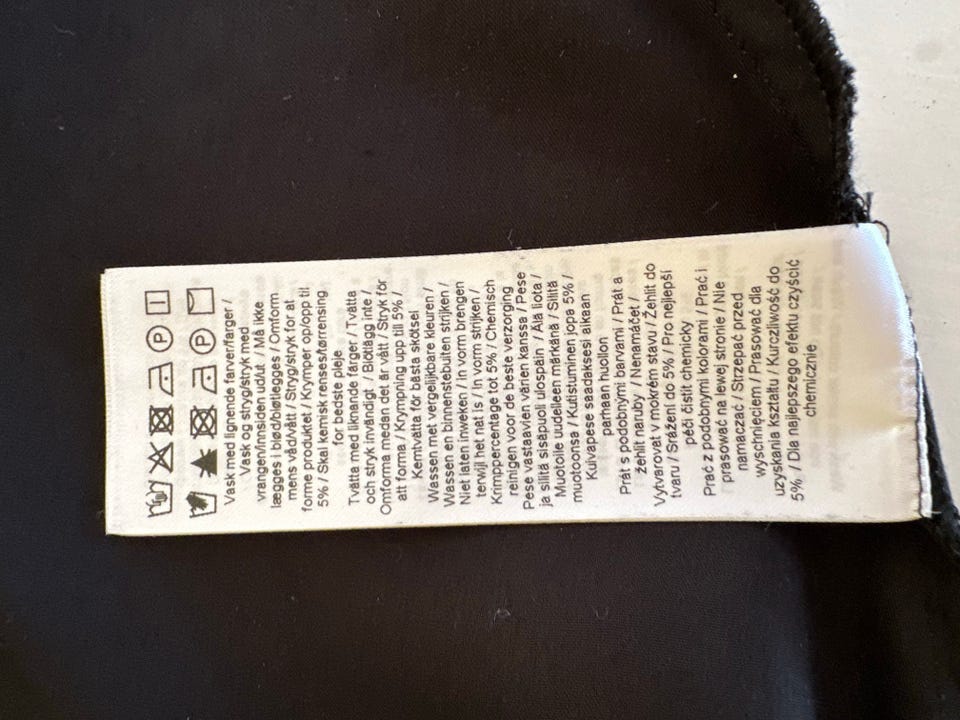 Vask med lignende farver/farger /
Vask og stryg/stryk med
vrangen/innsiden ud/ut / Må ikke
lægges i blød/bløtlegges / Omform
mens våd/vått / Stryg/stryk for at
forme produktet / Krymper op/opp til
5% / Skal kemisk renses/tørrensing
for bedste pleje
Tvätta med liknande färger / Tvätta
och stryk invändigt / Blötlägg inte /
Omforma medan det är vått / Stryk för
att forma / Krympning upp till 5% /
Kemtvätta för bästa skötsel
Wassen met vergelijkbare kleuren /
Wassen en binnenstebuiten strijken /
Niet laten inweken / In vorm brengen
terwijl het nat is / In vorm strijken /
Krimpercentage tot 5% / Chemisch
reinigen voor de beste verzorging
Pese vastaavien värien kanssa / Pese
ja silitä sisäpuoli ulospäin / Älä liota /
Muotoile uudelleen märkänä / Silitä
muotoonsa / Kutistuminen jopa 5% /
Kuivapese saadaksesi aikaan
parhaan huollon
Prát s podobnými barvami / Prát a
žehlit naruby / Nenamáčet /
Vytvarovat v mokrém stavu / Žehlit do
tvaru / Srážení do 5% / Pro nejlepší
péči čistit chemicky
Prać z podobnymi kolorami / Prać i
prasować na lewej stronie / Nie
namaczać / Strzepać przed
wyschnięciem / Prasować dla
uzyskania kształtu / Kurczliwość do
5% / Dla najlepszego efektu czyścić
chemicznie